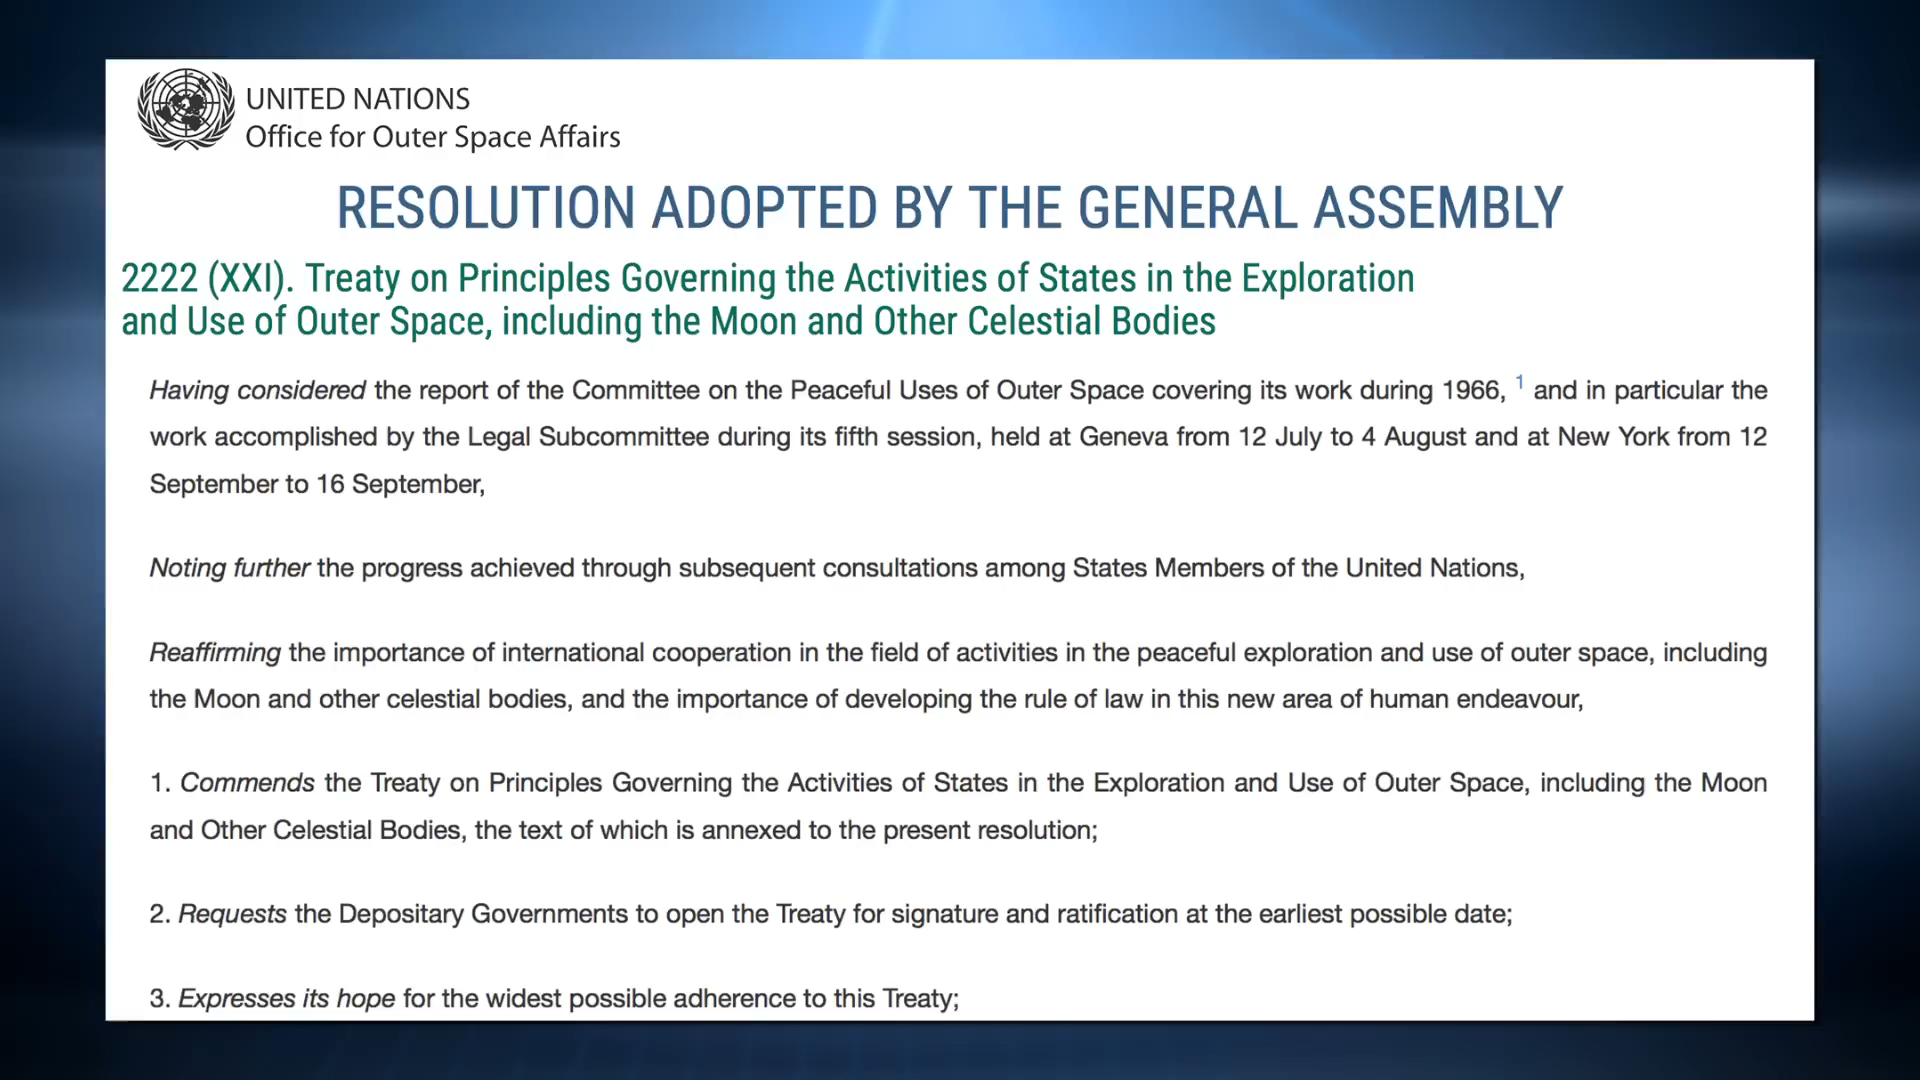 UNITED NATIONS
Office for Outer Space Affairs
RESOLUTION ADOPTED BY THE GENERAL ASSEMBLY
2222 (XXI). Treaty on Principles Governing the Activities of States in the Exploration
and Use of Outer Space, including the Moon and Other Celestial Bodies
Having considered the report of the Committee on the Peaceful Uses of Outer Space covering its work during 1966, 1 and in particular the
work accomplished by the Legal Subcommittee during its fifth session, held at Geneva from 12 July to 4 August and at New York from 12
September to 16 September,
Noting further the progress achieved through subsequent consultations among States Members of the United Nations,
Reaffirming the importance of international cooperation in the field of activities in the peaceful exploration and use of outer space, including
the Moon and other celestial bodies, and the importance of developing the rule of law in this new area of human endeavour,
1. Commends the Treaty on Principles Governing the Activities of States in the Exploration and Use of Outer Space, including the Moon
and Other Celestial Bodies, the text of which is annexed to the present resolution;
2. Requests the Depositary Governments to open the Treaty for signature and ratification at the earliest possible date;
3. Expresses its hope for the widest possible adherence to this Treaty;